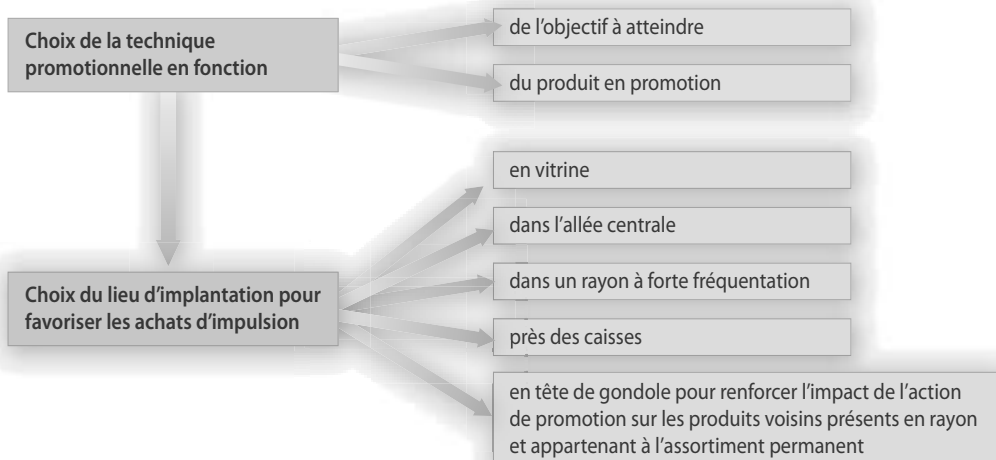 Choix de la technique
promotionnelle en fonction
de l’objectif à atteindre
du produit en promotion
Choix du lieu d’implantation pour
favoriser les achats d’impulsion
en vitrine
dans l’allée centrale
dans un rayon à forte fréquentation
près des caisses
en tête de gondole pour renforcer l’impact de l’action
de promotion sur les produits voisins présents en rayon
et appartenant à l’assortiment permanent